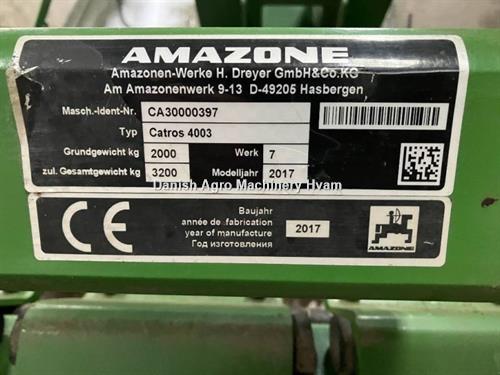 AMAZONE
Amazonen-Werke H. Dreyer GmbH&Co.KG
Am Amazonenwerk 9-13 D-49205 Hasbergen
Masch.-Ident-Nr. CA30000397
Typ Catros 4003
Grundgewicht kg 2000 Werk 7
zul. Gesamtgewicht kg 3200 Modelljahr 2017
Danish Agro Machinery Hyam
CE
Baujahr
année de .fabrication
year of manufacture
Год изготовления
2017
AMAZONE